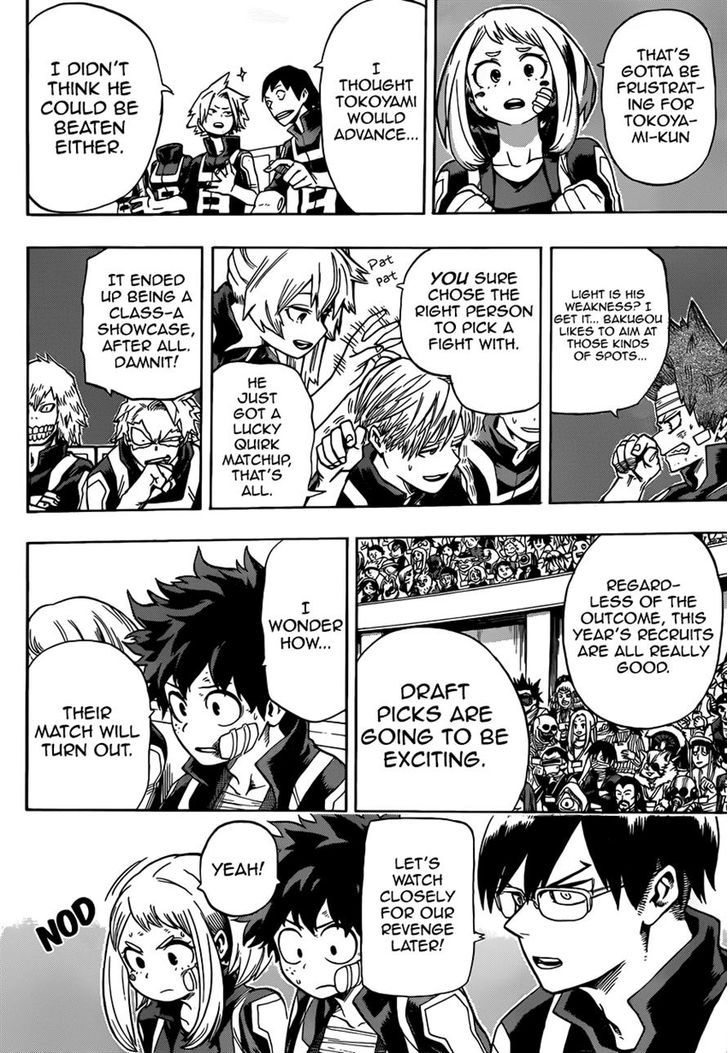 THAT'S
GOTTA BE
FRUSTRAT-
ING FOR
TOKOYA-
MI-KUN
I
THOUGHT
TOKOYAMI
WOULD
ADVANCE...
I DIDN'T
THINK HE
COULD BE
BEATEN
EITHER.
LIGHT IS HIS
WEAKNESS? I
GET IT... BAKUGOU
LIKES TO AIM AT
THOSE KINDS
OF SPOTS...
YOU SURE
CHOSE THE
RIGHT PERSON
TO PICK A
FIGHT WITH.
Pat
pat
HE
JUST
GOT A
LUCKY
QUIRK
MATCHUP,
THAT'S
ALL.
IT ENDED
UP BEING A
CLASS-A
SHOWCASE,
AFTER ALL.
DAMNIT!
REGARD-
LESS OF THE
OUTCOME, THIS
YEAR'S RECRUITS
ARE ALL REALLY
GOOD.
DRAFT
PICKS ARE
GOING TO BE
EXCITING.
I
WONDER
HOW...
THEIR
MATCH WILL
TURN OUT.
LET'S
WATCH
CLOSELY
FOR OUR
REVENGE
LATER!
YEAH!
NOD